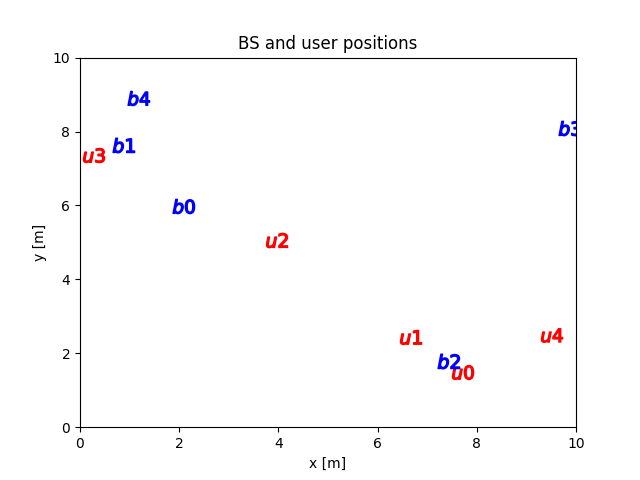 BS and user positions
10
b4
b3
8
b1
u3
6
b0
u2
y [m]
4
u1
u4
2
b2
u0
0
0 2 4 6 8 10
x [m]